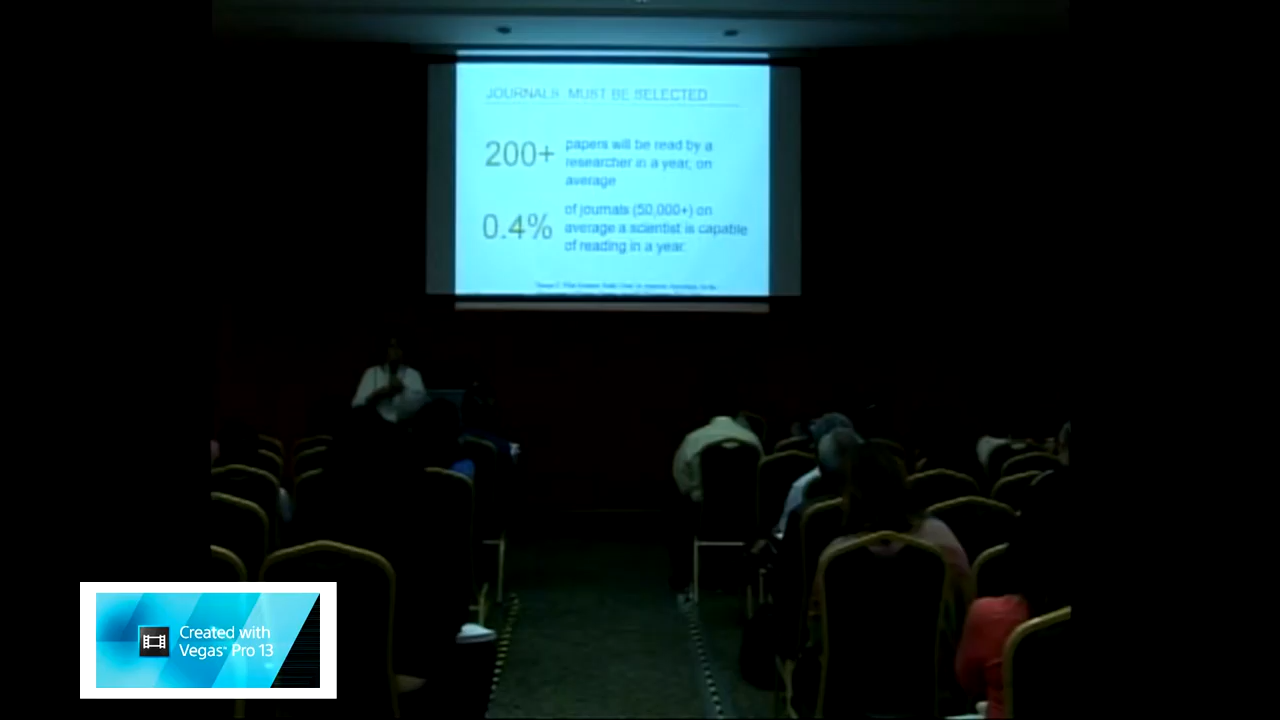 JOURNALS MUST BE SELECTED
200+ papers will be read by a
researcher in a year, on
average
0.4% of journals (50,000+) on
average a scientist is capable
of reading in a year.
Created with
Vegas™ Pro 13